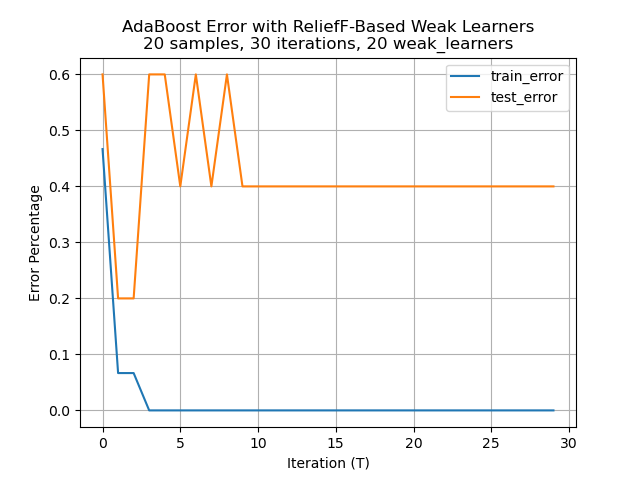 AdaBoost Error with ReliefF-Based Weak Learners
20 samples, 30 iterations, 20 weak_learners
train_error
test_error
0.6
0.5
0.4
0.3
0.2
0.1
0.0
Error Percentage
0 5 10 15 20 25 30
Iteration (T)